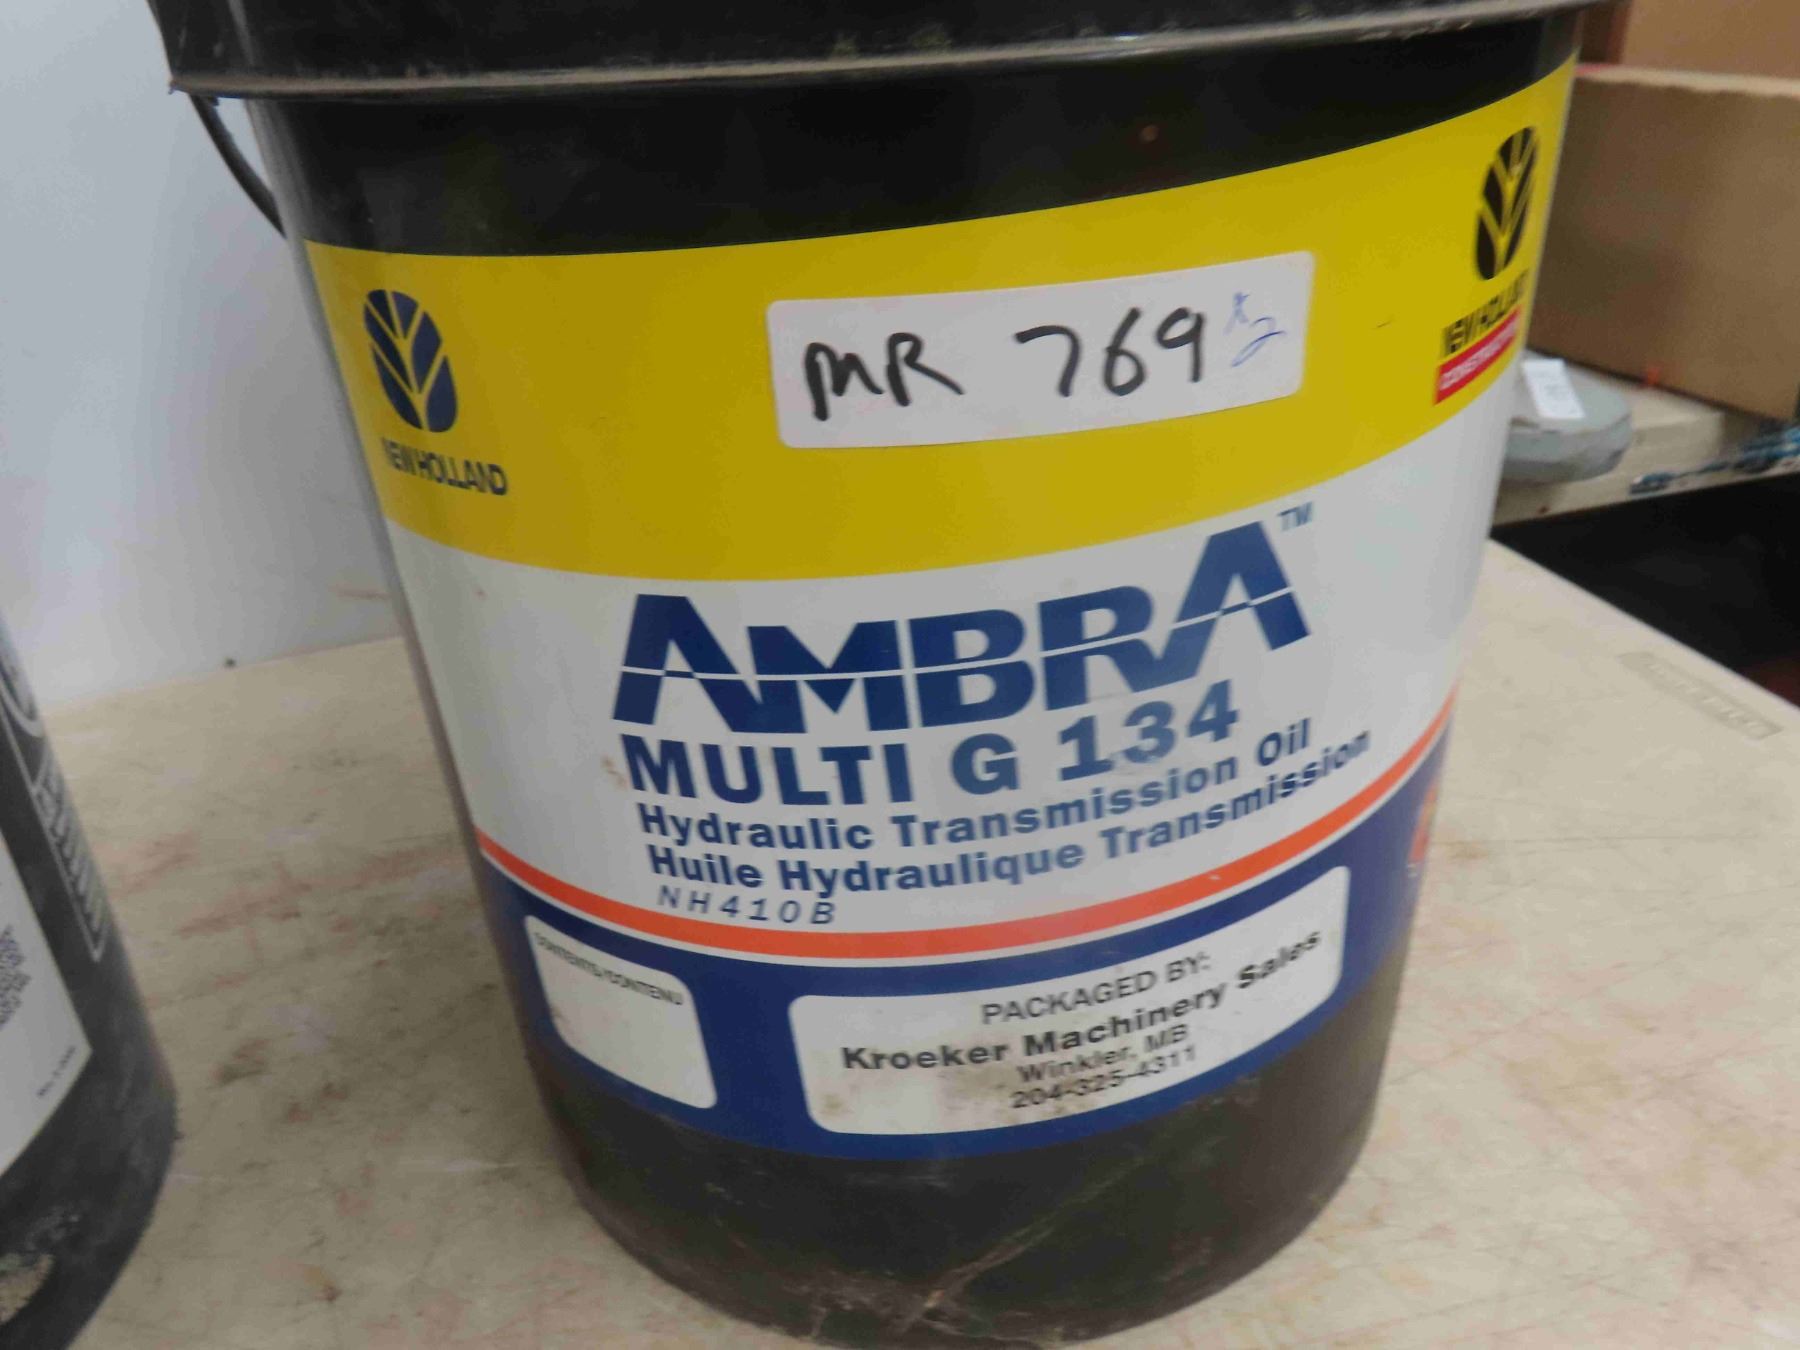 MR 769 x2
NEW HOLLAND
NEW HOLLAND
CONSTRUCTION
AMBRA™
MULTI G 134
Hydraulic Transmission Oil
Huile Hydraulique Transmission
NH410B
CONTENTS/CONTENU
PACKAGED BY:
Kroeker Machinery Sales
Winkler, MB
204-325-4311